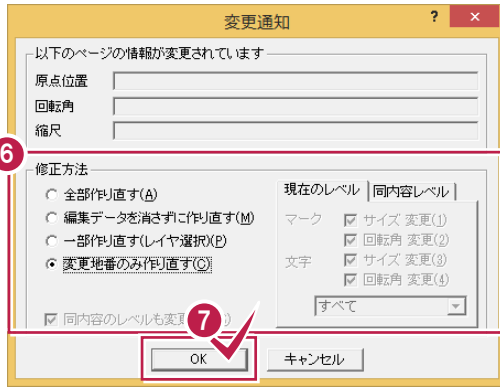 変更通知
? ×
以下のページの情報が変更されています
原点位置
回転角
縮尺
6
修正方法
全部作り直す(A)
編集データを消さずに作り直す(M)
一部作り直す(レイヤ選択)(P)
変更地番のみ作り直す(C)
同内容のレベルも変更
現在のレベル 同内容レベル
マーク サイズ 変更(1)
回転角 変更(2)
文字 サイズ 変更(3)
回転角 変更(4)
すべて
7
OK キャンセル